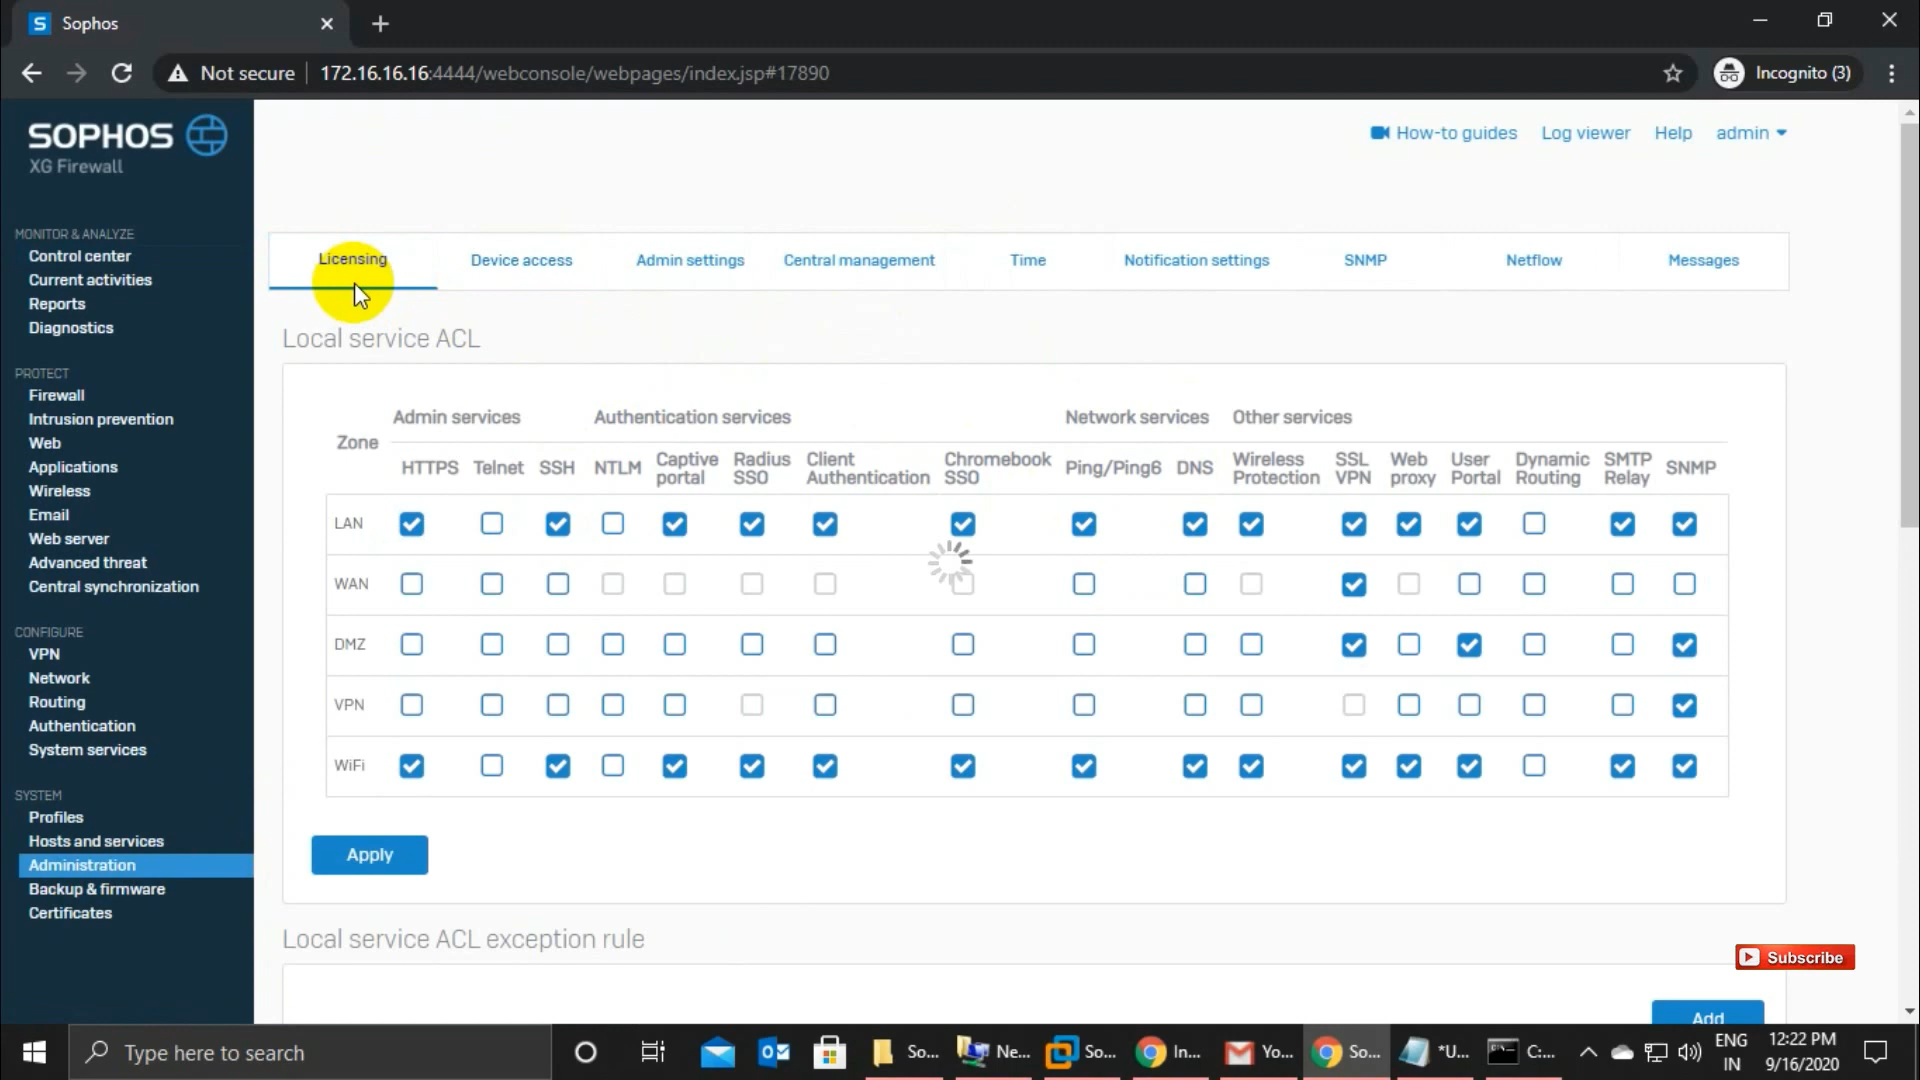 Sophos
Not secure
172.16.16.16:4444/webconsole/webpages/index.jsp#17890
Incognito (3)
SOPHOS
XG Firewall
How-to guides
Log viewer
Help
admin
MONITOR & ANALYZE
Control center
Current activities
Reports
Diagnostics
PROTECT
Firewall
Intrusion prevention
Web
Applications
Wireless
Email
Web server
Advanced threat
Central synchronization
CONFIGURE
VPN
Network
Routing
Authentication
System services
SYSTEM
Profiles
Hosts and services
Administration
Backup & firmware
Certificates
Licensing
Device access
Admin settings
Central management
Time
Notification settings
SNMP
Netflow
Messages
Local service ACL
Zone
Admin services
Authentication services
Network services
Other services
HTTPS
Telnet
SSH
NTLM
Captive
portal
Radius
SSO
Client
Authentication
Chromebook
SSO
Ping/Ping6
DNS
Wireless
Protection
SSL
VPN
Web
proxy
User
Portal
Dynamic
Routing
SMTP
Relay
SNMP
LAN
WAN
DMZ
VPN
WiFi
Apply
Local service ACL exception rule
Subscribe
Add
Type here to search
So...
Ne...
So...
In...
Yo...
So...
*U...
C:...
ENG
IN
12:22 PM
9/16/2020